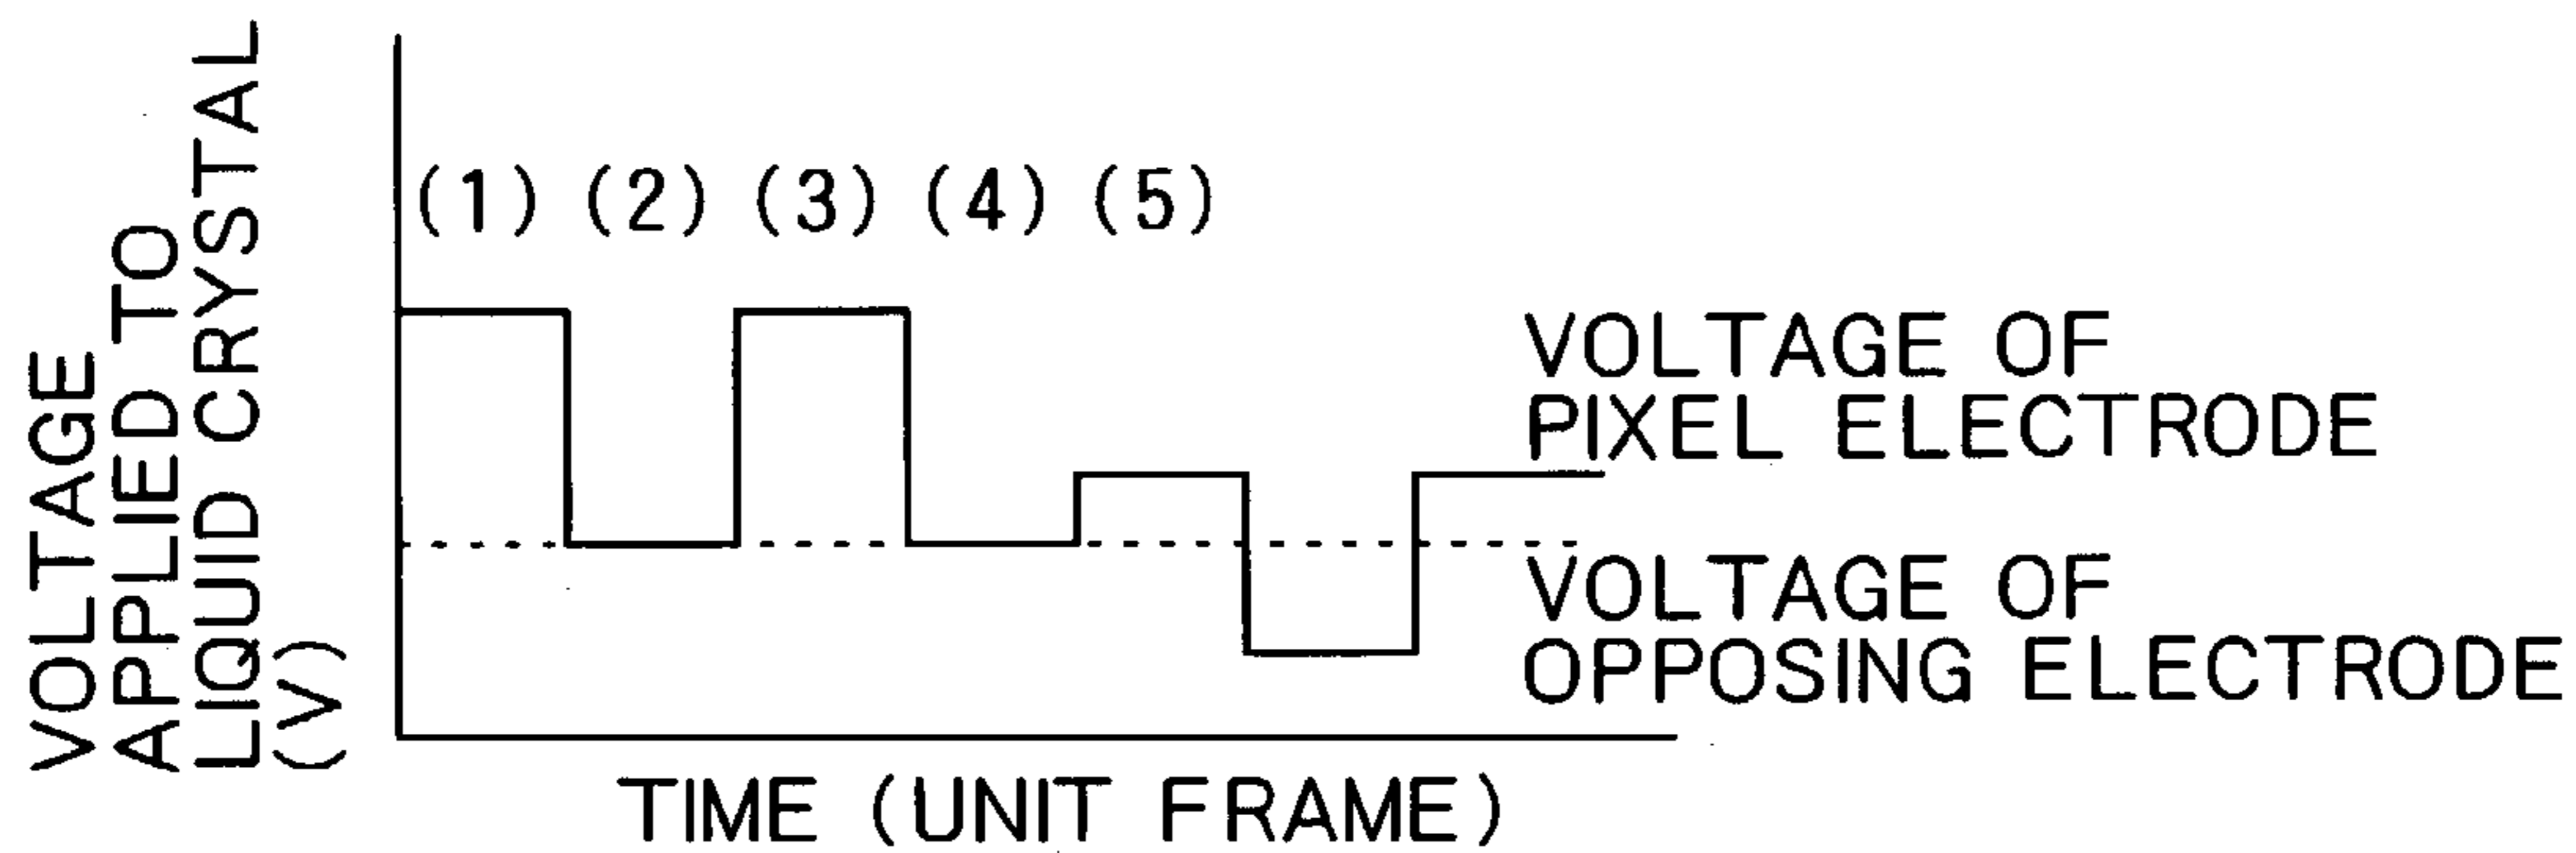 VOLTAGE
APPLIED TO
LIQUID CRYSTAL
(V)
(1) (2) (3) (4) (5)
VOLTAGE OF
PIXEL ELECTRODE
VOLTAGE OF
OPPOSING ELECTRODE
TIME (UNIT FRAME)